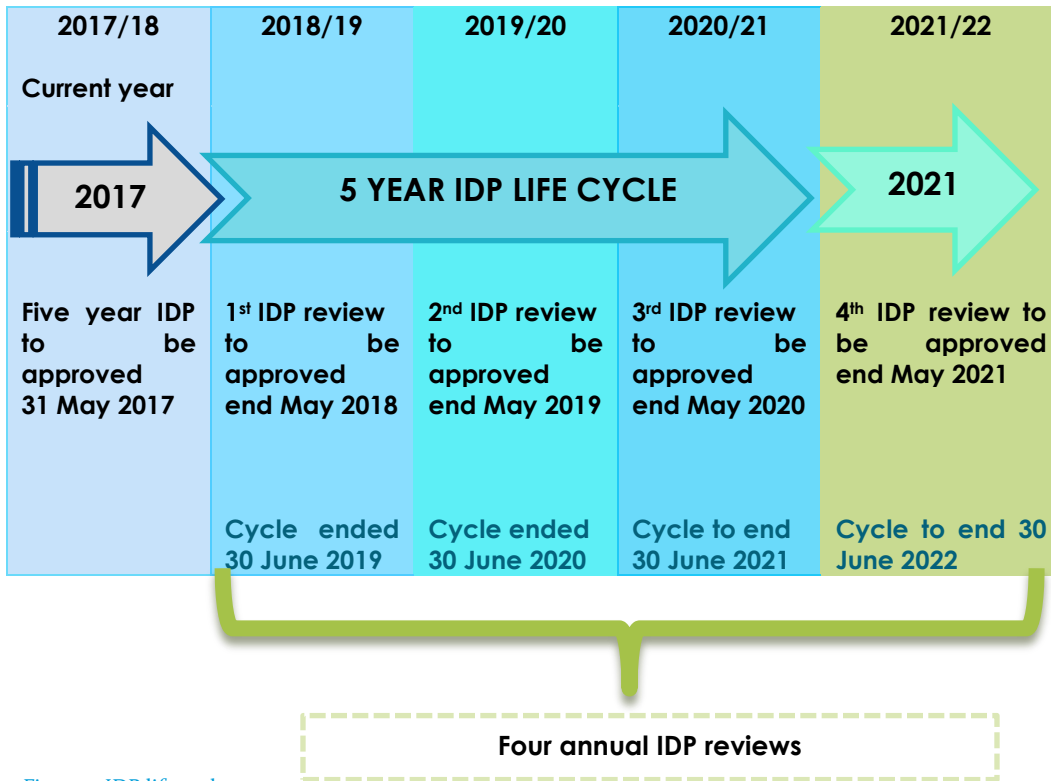 2017/18
2018/19
2019/20
2020/21
2021/22
Current year
2017
5 YEAR IDP LIFE CYCLE
2021
Five year IDP
to be
approved
31 May 2017
1st IDP review
to be
approved
end May 2018
2nd IDP review
to be
approved
end May 2019
3rd IDP review
to be
approved
end May 2020
4th IDP review to
be approved
end May 2021
Cycle ended
30 June 2019
Cycle ended
30 June 2020
Cycle to end
30 June 2021
Cycle to end 30
June 2022
Four annual IDP reviews